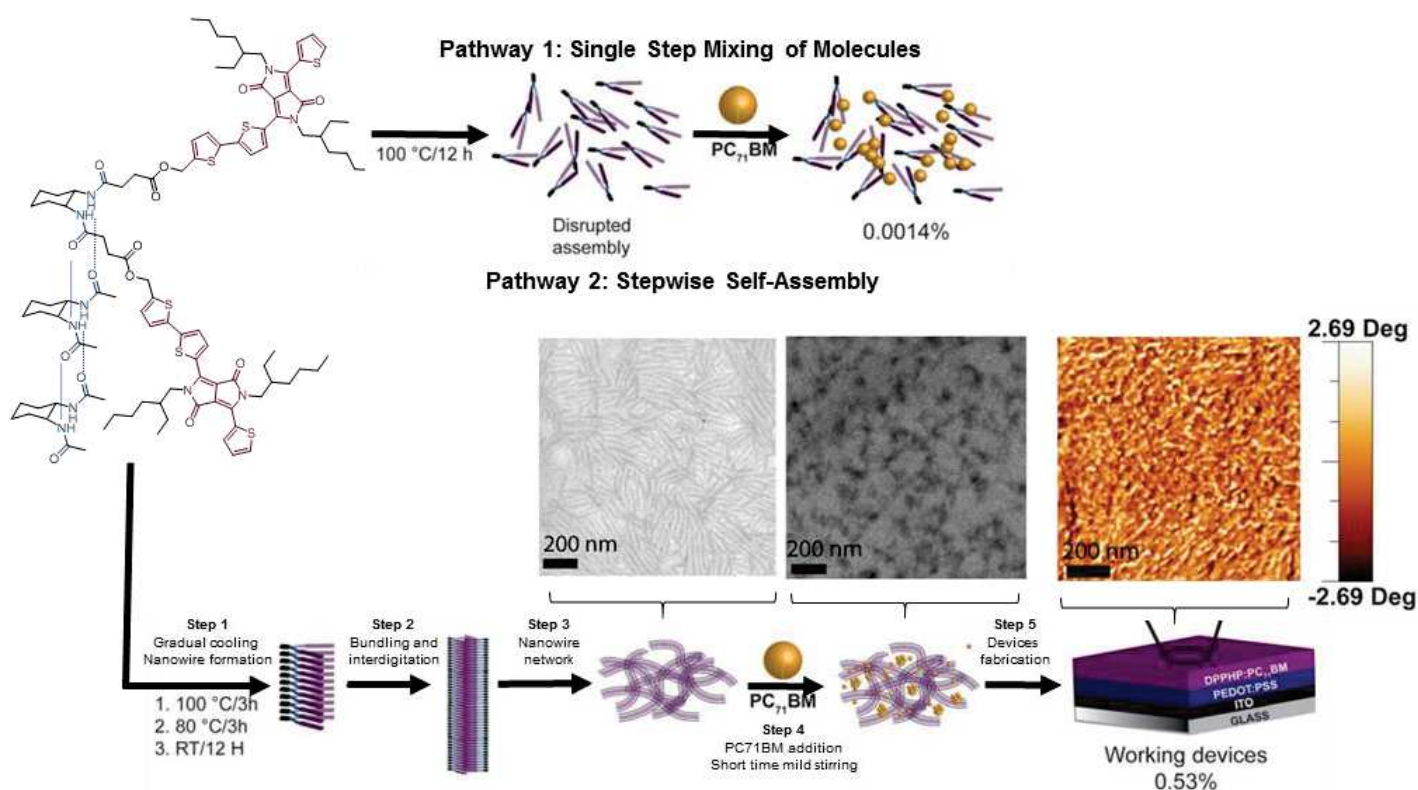 Pathway 1: Single Step Mixing of Molecules
100 °C/12 h
PC71BM
Disrupted
assembly
0.0014%
Pathway 2: Stepwise Self-Assembly
200 nm
200 nm
200 nm
2.69 Deg
-2.69 Deg
Step 1
Gradual cooling
Nanowire formation
1. 100 °C/3h
2. 80 °C/3h
3. RT/12 H
Step 2
Bundling and
interdigitation
Step 3
Nanowire
network
PC71BM
Step 4
PC71BM addition
Short time mild stirring
Step 5
Devices
fabrication
DPPHP:PC71BM
PEDOT:PSS
ITO
GLASS
Working devices
0.53%